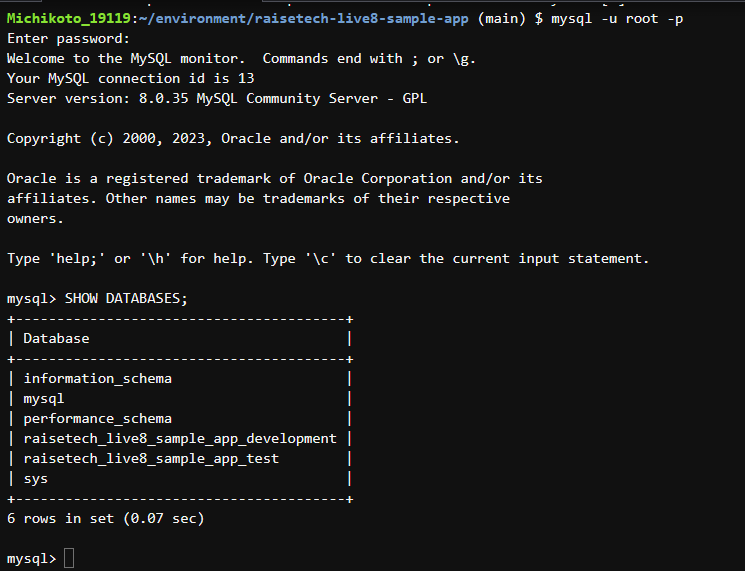 Michikoto_19119:~/environment/raisetech-live8-sample-app (main) $ mysql -u root -p
Enter password:
Welcome to the MySQL monitor.  Commands end with ; or \g.
Your MySQL connection id is 13
Server version: 8.0.35 MySQL Community Server - GPL

Copyright (c) 2000, 2023, Oracle and/or its affiliates.

Oracle is a registered trademark of Oracle Corporation and/or its
affiliates. Other names may be trademarks of their respective
owners.

Type 'help;' or '\h' for help. Type '\c' to clear the current input statement.

mysql> SHOW DATABASES;
+----------------------------------------+
| Database                               |
+----------------------------------------+
| information_schema                     |
| mysql                                  |
| performance_schema                     |
| raisetech_live8_sample_app_development |
| raisetech_live8_sample_app_test        |
| sys                                    |
+----------------------------------------+
6 rows in set (0.07 sec)

mysql>